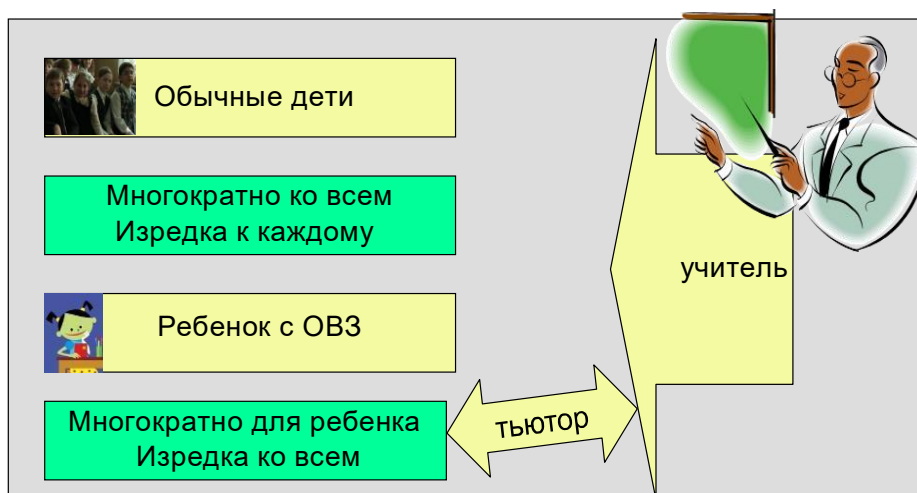 Обычные дети
Многократно ко всем
Изредка к каждому
учитель
Ребенок с ОВЗ
Многократно для ребенка
Изредка ко всем
тьютор